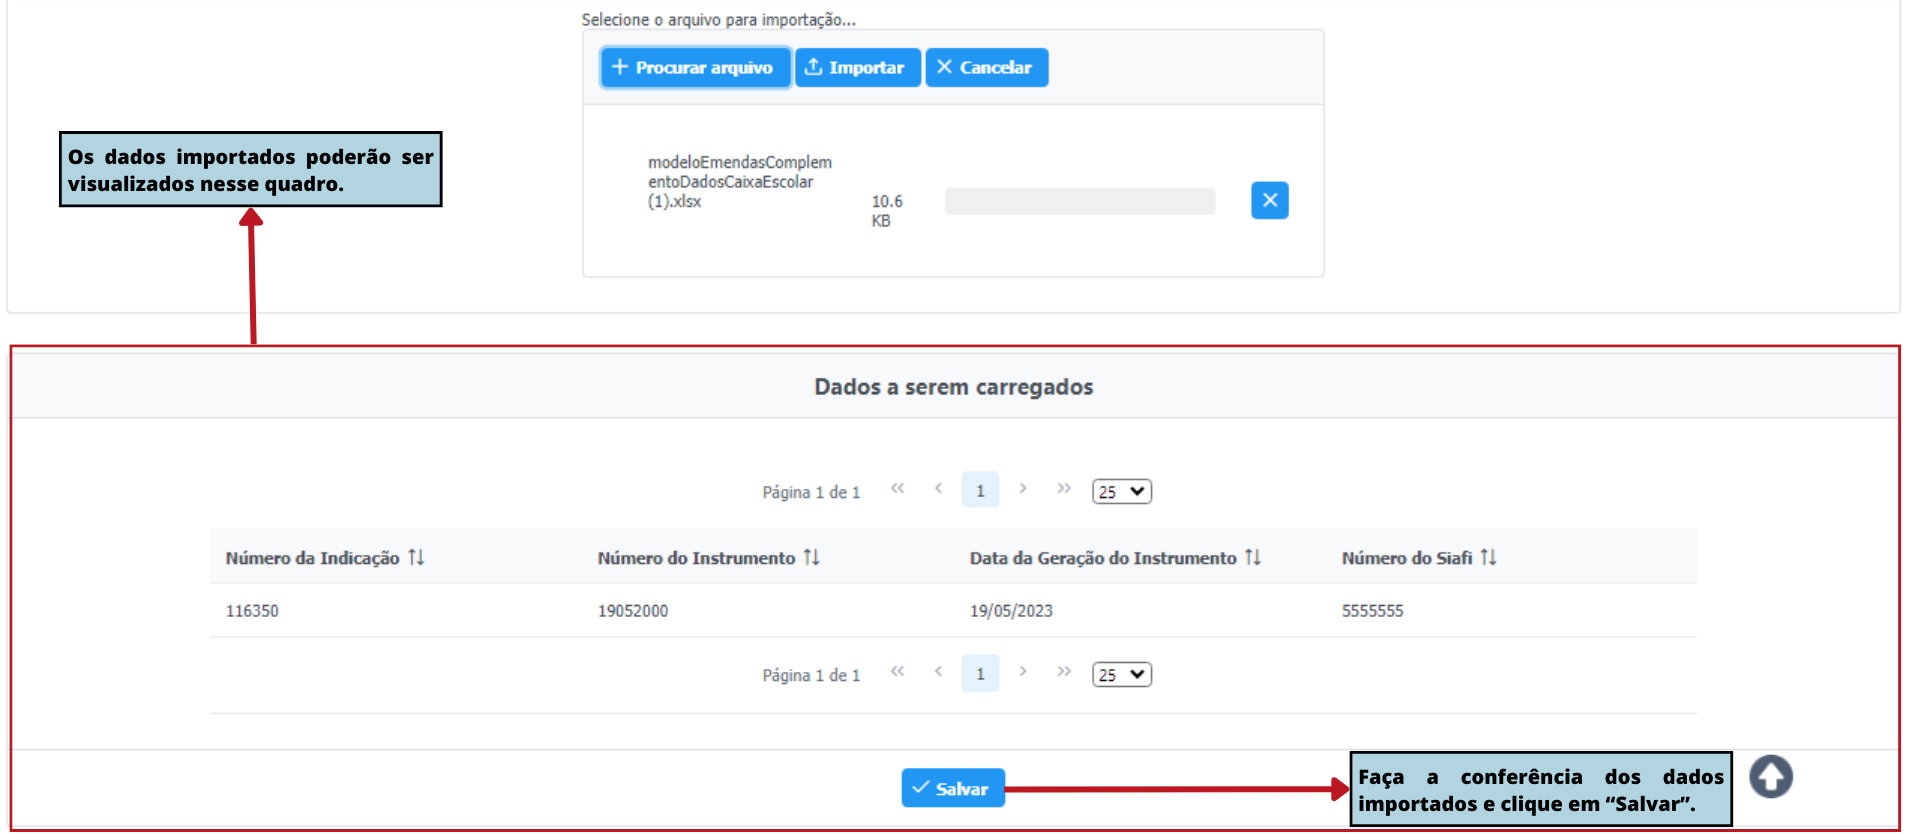 Selecione o arquivo para importação...
Procurar arquivo
Importar
Cancelar
Os dados importados poderão ser
visualizados nesse quadro.
modeloEmendasComplem
entoDadosCaixaEscolar
(1).xlsx
10.6
KB
Dados a serem carregados
Página 1 de 1 « ‹ 1 › » 25
Número da Indicação Número do Instrumento Data da Geração do Instrumento Número do Siafi
116350 19052000 19/05/2023 5555555
Página 1 de 1 « ‹ 1 › » 25
Salvar
Faça a conferência dos dados
importados e clique em “Salvar”.